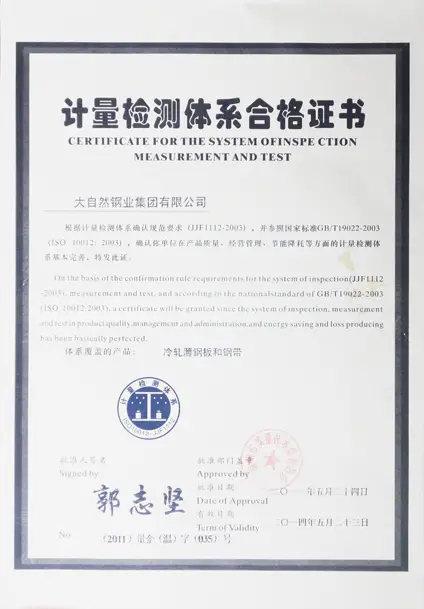 计量检测体系合格证书
CERTIFICATE FOR THE SYSTEM OFINSPE CTION
MEASUREMENT AND TEST
大自然钢业集团有限公司
根据计量检测体系确认规范要求（JJF1112-2003），并参照国家标准GB/T19022-2003
（ISO 10012: 2003），确认你单位在产品质量、经营管理、节能降耗等方面的计量检测体
系基本完善，特发此证。
On the basis of the confirmation rule requirements for the system of inspection(JJF1112
-2003), measurement and test, and according to the nationalstandard of GB/T19022-2003
(ISO 10012:2003), a certificate will be granted since the system of inspection, measurement
and test in product quality, management and administration, and energy saving and loss producing
has been basically perfected.
体系覆盖的产品： 冷轧薄钢板和钢带
计量检测体系
ISO10012-JJF1112
批准人签名
Signed by
郭志坚
批准部门盖章
Approved by
批准日期 二〇一一年五月二十四日
Date of Approval
有效日期 二〇一四年五月二十三日
Term of Validity
No. （2011）量企（温）字（035）号